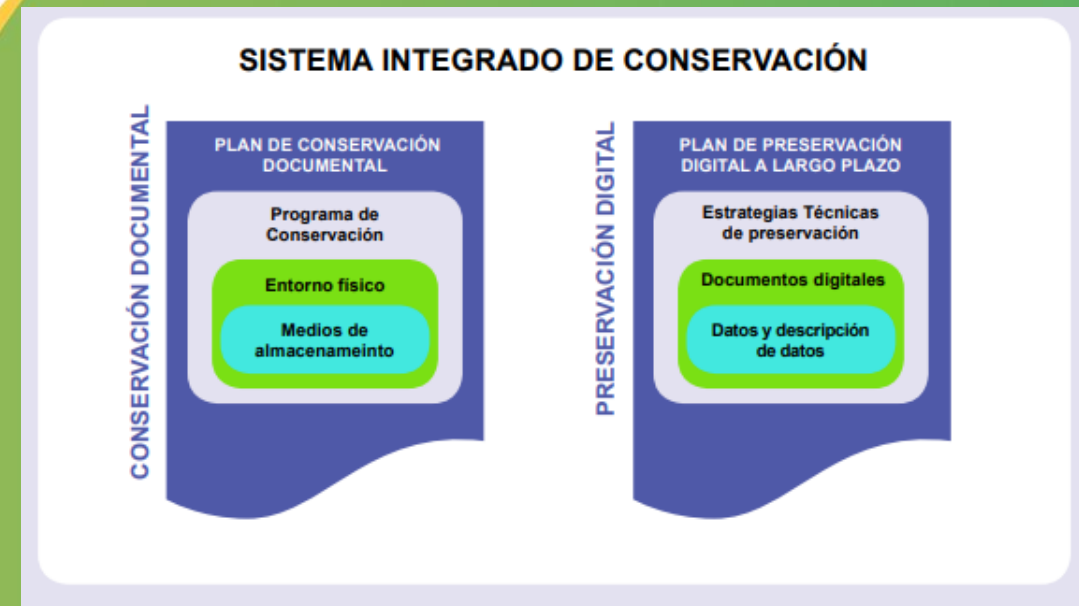 SISTEMA INTEGRADO DE CONSERVACIÓN
CONSERVACIÓN DOCUMENTAL
PLAN DE CONSERVACIÓN
DOCUMENTAL
Programa de
Conservación
Entorno físico
Medios de
almacenameinto
PRESERVACIÓN DIGITAL
PLAN DE PRESERVACIÓN
DIGITAL A LARGO PLAZO
Estrategias Técnicas
de preservación
Documentos digitales
Datos y descripción
de datos